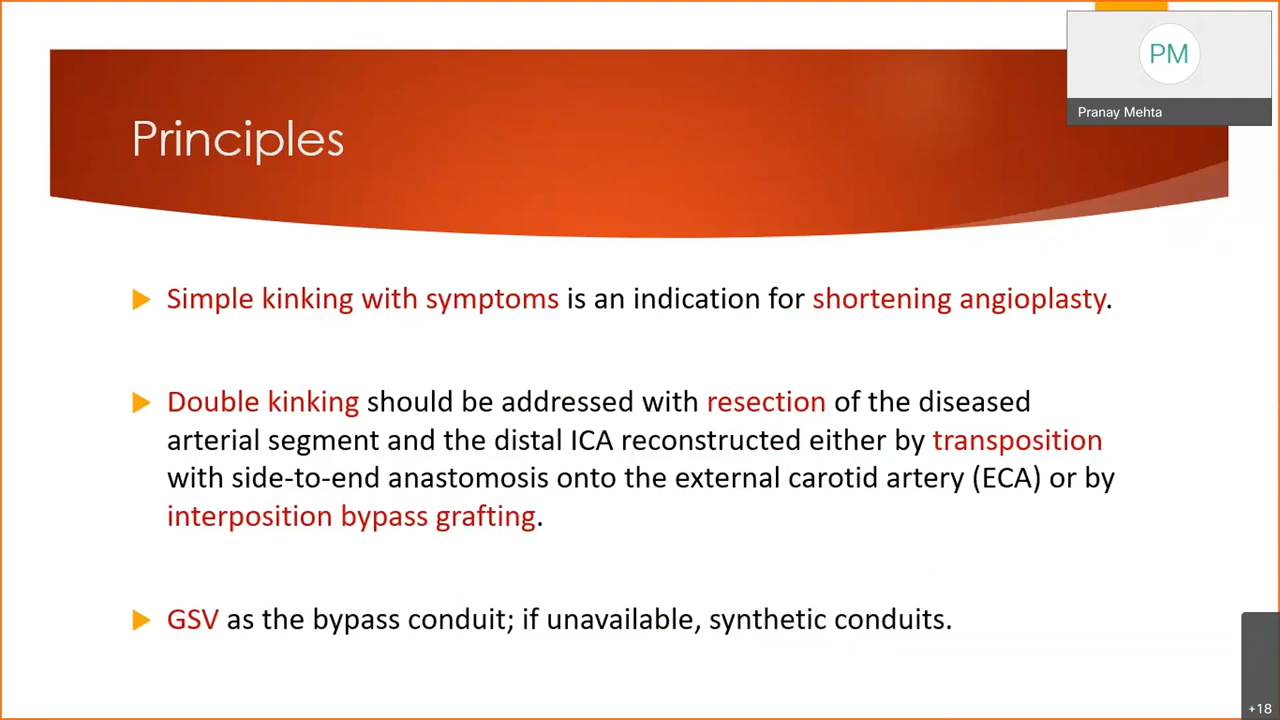 PM
Pranay Mehta
Principles
Simple kinking with symptoms is an indication for shortening angioplasty.
Double kinking should be addressed with resection of the diseased
arterial segment and the distal ICA reconstructed either by transposition
with side-to-end anastomosis onto the external carotid artery (ECA) or by
interposition bypass grafting.
GSV as the bypass conduit; if unavailable, synthetic conduits.
+18